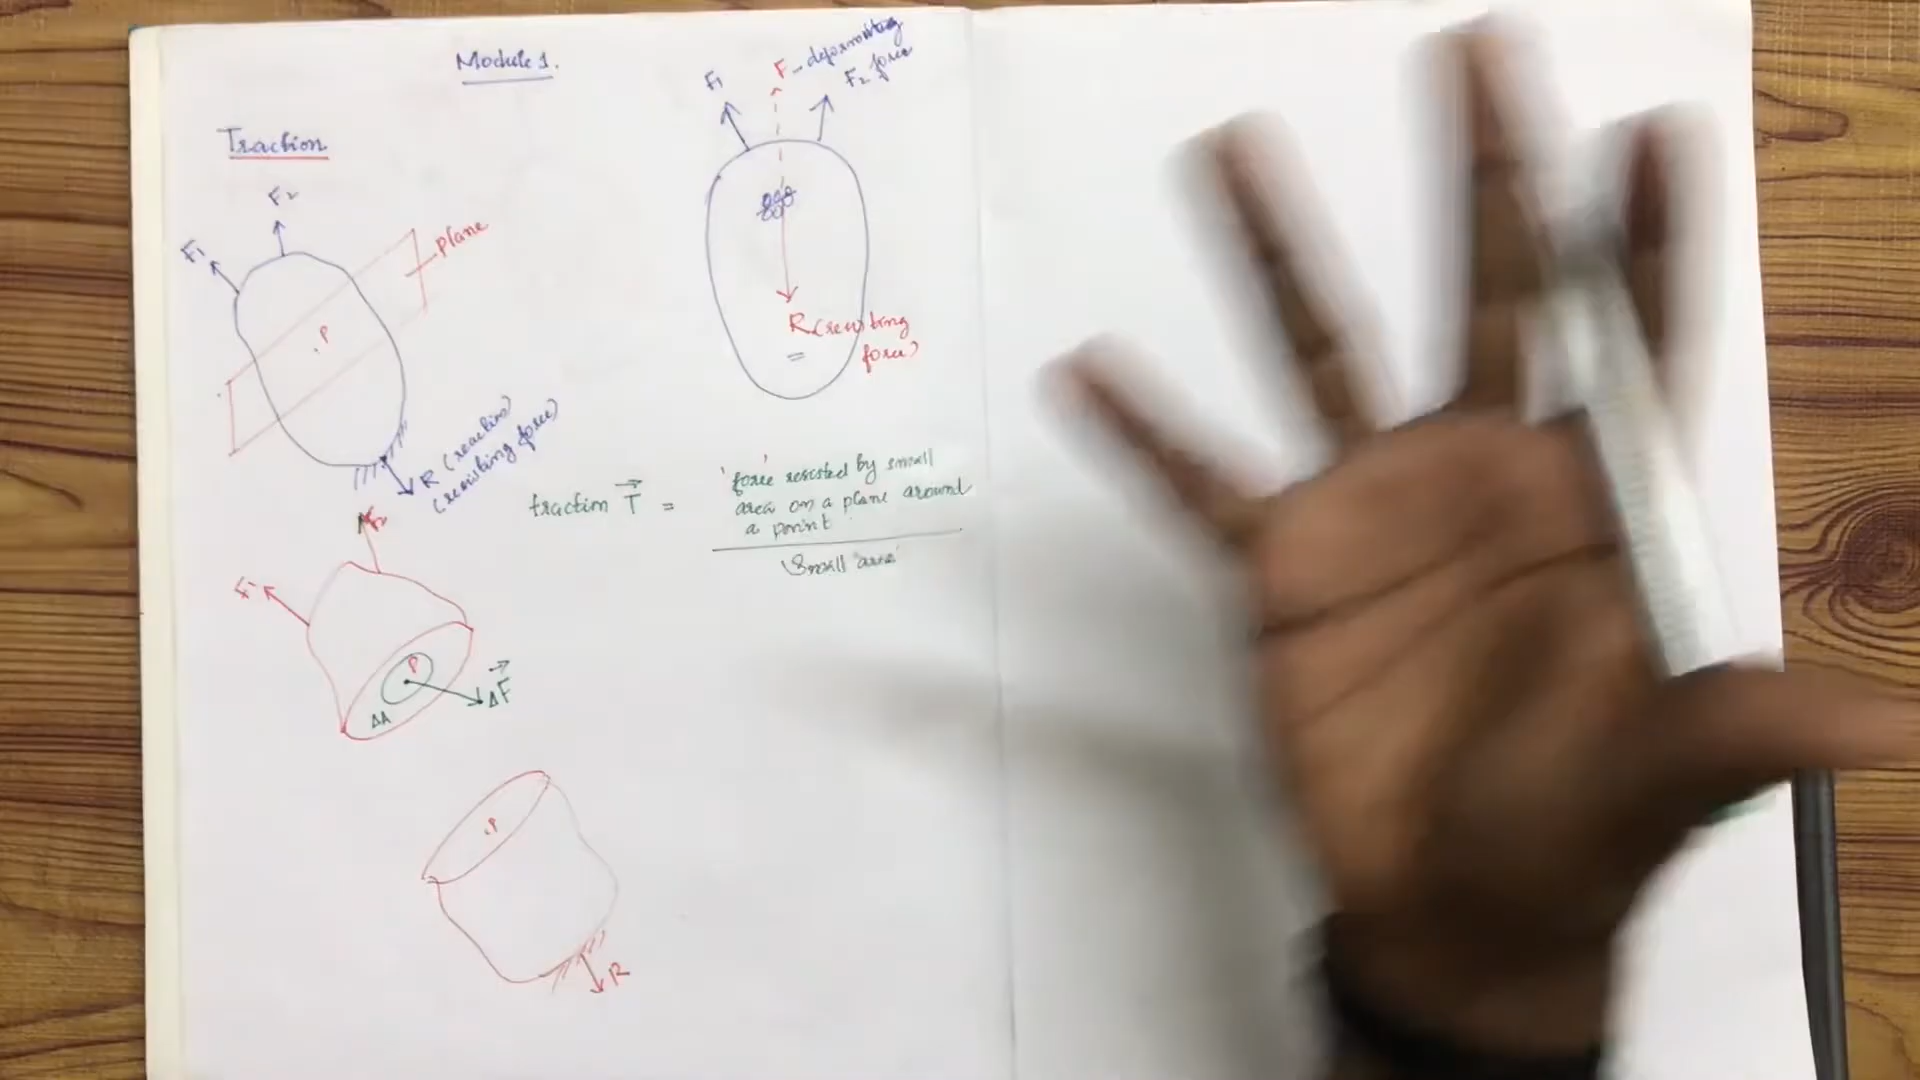 Module 1.
Traction
F₂
F₁
plane
.P
R (reaction)
(resisting force)
F₁
F - deforming
F₂ force
R (resisting
force)
=
traction T⃗ =
'force' resisted by small
area on a plane around
a point
Small 'area'
F₂
F₁
P
ΔA
ΔF⃗
.P
R